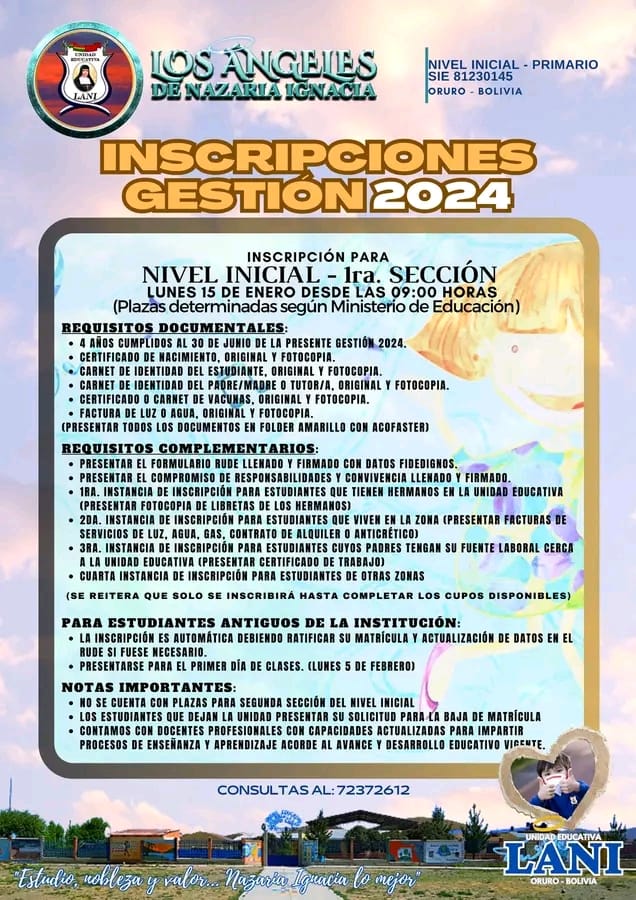 UNIDAD
EDUCATIVA
LANI
LOS ÁNGELES
DE NAZARIA IGNACIA
NIVEL INICIAL - PRIMARIO
SIE 81230145
ORURO - BOLIVIA
INSCRIPCIONES
GESTIÓN 2024
INSCRIPCIÓN PARA
NIVEL INICIAL - 1ra. SECCIÓN
LUNES 15 DE ENERO DESDE LAS 09:00 HORAS
(Plazas determinadas según Ministerio de Educación)
REQUISITOS DOCUMENTALES:
• 4 AÑOS CUMPLIDOS AL 30 DE JUNIO DE LA PRESENTE GESTIÓN 2024.
• CERTIFICADO DE NACIMIENTO, ORIGINAL Y FOTOCOPIA.
• CARNET DE IDENTIDAD DEL ESTUDIANTE, ORIGINAL Y FOTOCOPIA.
• CARNET DE IDENTIDAD DEL PADRE/MADRE O TUTOR/A, ORIGINAL Y FOTOCOPIA.
• CERTIFICADO O CARNET DE VACUNAS, ORIGINAL Y FOTOCOPIA.
• FACTURA DE LUZ O AGUA, ORIGINAL Y FOTOCOPIA.
(PRESENTAR TODOS LOS DOCUMENTOS EN FOLDER AMARILLO CON ACOFASTER)
REQUISITOS COMPLEMENTARIOS:
• PRESENTAR EL FORMULARIO RUDE LLENADO Y FIRMADO CON DATOS FIDEDIGNOS.
• PRESENTAR EL COMPROMISO DE RESPONSABILIDADES Y CONVIVENCIA LLENADO Y FIRMADO.
• 1RA. INSTANCIA DE INSCRIPCIÓN PARA ESTUDIANTES QUE TIENEN HERMANOS EN LA UNIDAD EDUCATIVA
(PRESENTAR FOTOCOPIA DE LIBRETAS DE LOS HERMANOS)
• 2DA. INSTANCIA DE INSCRIPCIÓN PARA ESTUDIANTES QUE VIVEN EN LA ZONA (PRESENTAR FACTURAS DE
SERVICIOS DE LUZ, AGUA, GAS, CONTRATO DE ALQUILER O ANTICRÉTICO)
• 3RA. INSTANCIA DE INSCRIPCIÓN PARA ESTUDIANTES CUYOS PADRES TENGAN SU FUENTE LABORAL CERCA
A LA UNIDAD EDUCATIVA (PRESENTAR CERTIFICADO DE TRABAJO)
• CUARTA INSTANCIA DE INSCRIPCIÓN PARA ESTUDIANTES DE OTRAS ZONAS
(SE REITERA QUE SOLO SE INSCRIBIRÁ HASTA COMPLETAR LOS CUPOS DISPONIBLES)
PARA ESTUDIANTES ANTIGUOS DE LA INSTITUCIÓN:
• LA INSCRIPCIÓN ES AUTOMÁTICA DEBIENDO RATIFICAR SU MATRÍCULA Y ACTUALIZACIÓN DE DATOS EN EL
RUDE SI FUESE NECESARIO.
• PRESENTARSE PARA EL PRIMER DÍA DE CLASES. (LUNES 5 DE FEBRERO)
NOTAS IMPORTANTES:
• NO SE CUENTA CON PLAZAS PARA SEGUNDA SECCIÓN DEL NIVEL INICIAL
• LOS ESTUDIANTES QUE DEJAN LA UNIDAD PRESENTAR SU SOLICITUD PARA LA BAJA DE MATRÍCULA
• CONTAMOS CON DOCENTES PROFESIONALES CON CAPACIDADES ACTUALIZADAS PARA IMPARTIR
PROCESOS DE ENSEÑANZA Y APRENDIZAJE ACORDE AL AVANCE Y DESARROLLO EDUCATIVO VIGENTE.
CONSULTAS AL: 72372612
UNIDAD EDUCATIVA
LANI
ORURO - BOLIVIA
"Estudio, nobleza y valor... Nazaria Ignacia lo mejor"